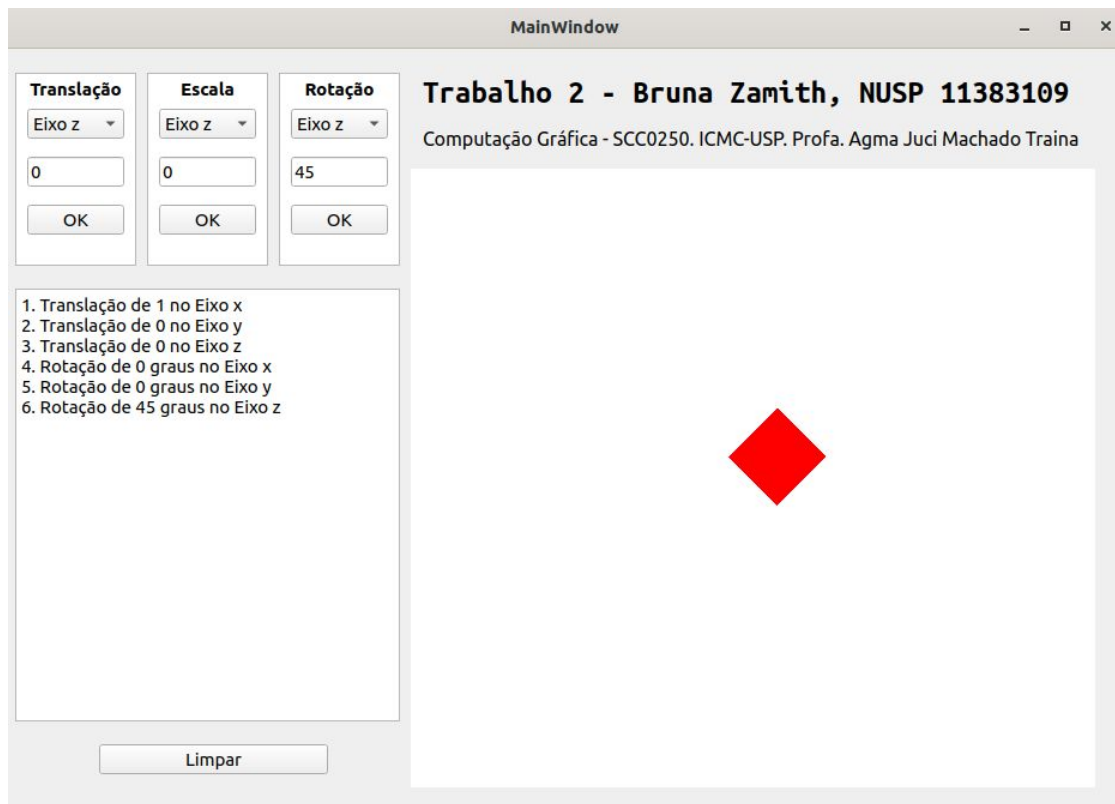 MainWindow
Translação
Eixo z
0
OK
Escala
Eixo z
0
OK
Rotação
Eixo z
45
OK
1. Translação de 1 no Eixo x
2. Translação de 0 no Eixo y
3. Translação de 0 no Eixo z
4. Rotação de 0 graus no Eixo x
5. Rotação de 0 graus no Eixo y
6. Rotação de 45 graus no Eixo z
Limpar
Trabalho 2 - Bruna Zamith, NUSP 11383109
Computação Gráfica - SCC0250. ICMC-USP. Profa. Agma Juci Machado Traina